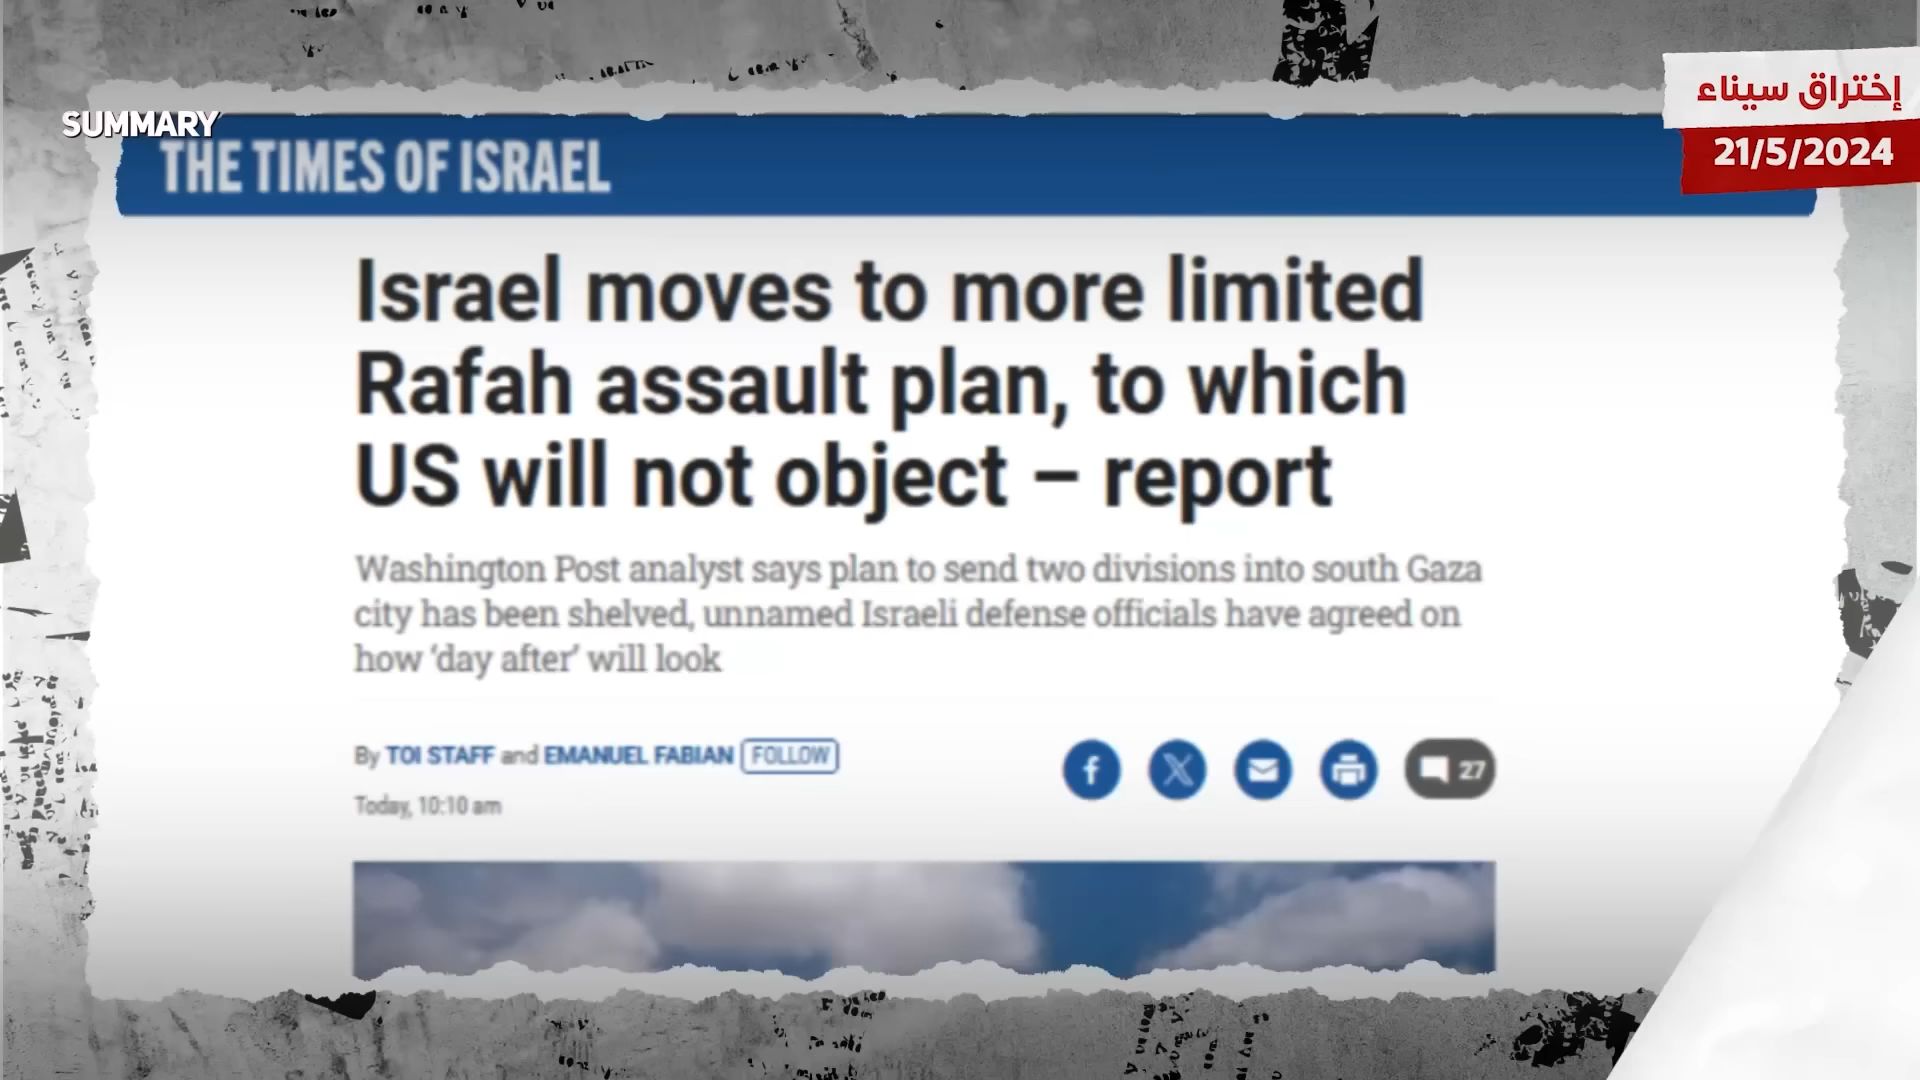 إختراق سيناء
21/5/2024
SUMMARY
THE TIMES OF ISRAEL
Israel moves to more limited
Rafah assault plan, to which
US will not object – report
Washington Post analyst says plan to send two divisions into south Gaza
city has been shelved, unnamed Israeli defense officials have agreed on
how ‘day after’ will look
By TOI STAFF and EMANUEL FABIAN FOLLOW
27
Today, 10:10 am